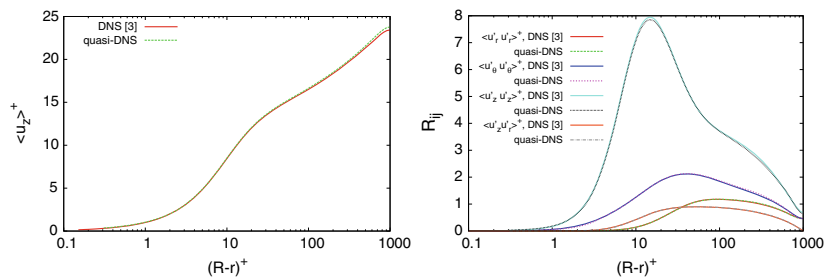 DNS [3]
quasi-DNS
25
20
15
10
5
0
0.1 1 10 100 1000
<u_z>^+
(R-r)^+
<u'_r u'_r>^+, DNS [3]
quasi-DNS
<u'_θ u'_θ>^+, DNS [3]
quasi-DNS
<u'_z u'_z>^+, DNS [3]
quasi-DNS
<u'_z u'_r>^+, DNS [3]
quasi-DNS
8
7
6
5
4
3
2
1
0
0.1 1 10 100 1000
R_ij
(R-r)^+